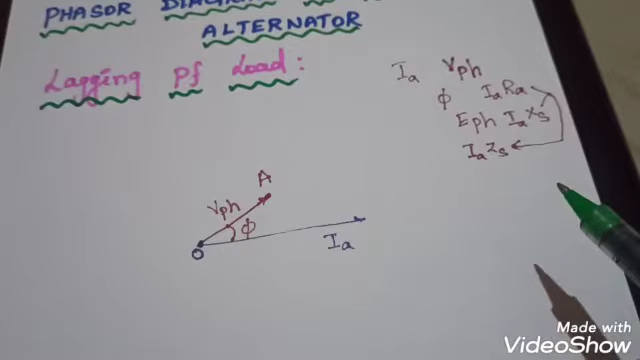 PHASOR
ALTERNATOR
Lagging Pf Load:
Ia Vph
φ IaRa
Eph IaXs
IaZs
A
Vph
φ
O
Ia
Made with
VideoShow